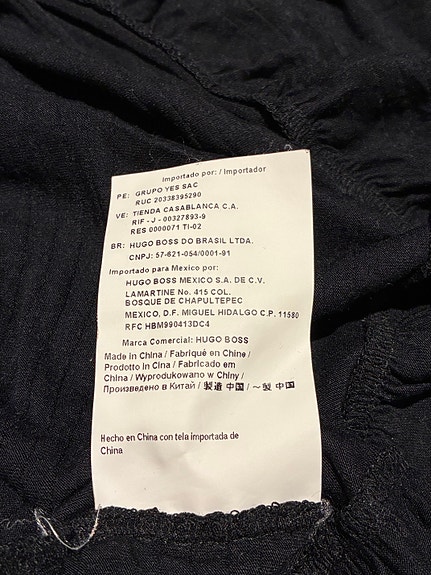 Importado por: / Importador
PE: GRUPO YES SAC
RUC 20338395290
VE: TIENDA CASABLANCA C.A.
RIF - J - 00327893-9
RES 0000071 TI-02
BR: HUGO BOSS DO BRASIL LTDA.
CNPJ: 57-621-054/0001-91
Importado para Mexico por:
HUGO BOSS MEXICO S.A. DE C.V.
LAMARTINE No. 415 COL.
BOSQUE DE CHAPULTEPEC
MEXICO, D.F. MIGUEL HIDALGO C.P. 11580
RFC HBM990413DC4
Marca Comercial: HUGO BOSS
Made in China / Fabriqué en Chine /
Prodotto in Cina / Fabricado em
China / Wyprodukowano w Chiny /
Произведено в Китай / 製造 中国 / ～製 中国
Hecho en China con tela importada de
China